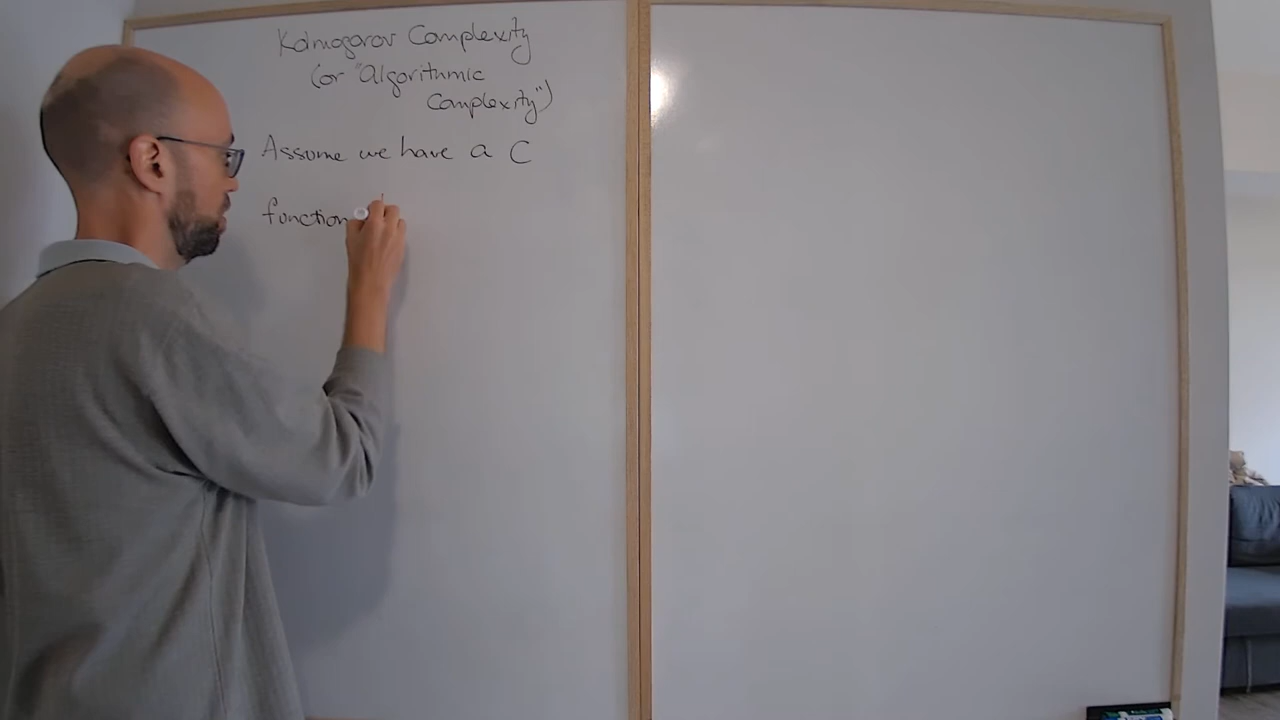 Kolmogorov Complexity
(or "Algorithmic
Complexity")
Assume we have a C
function